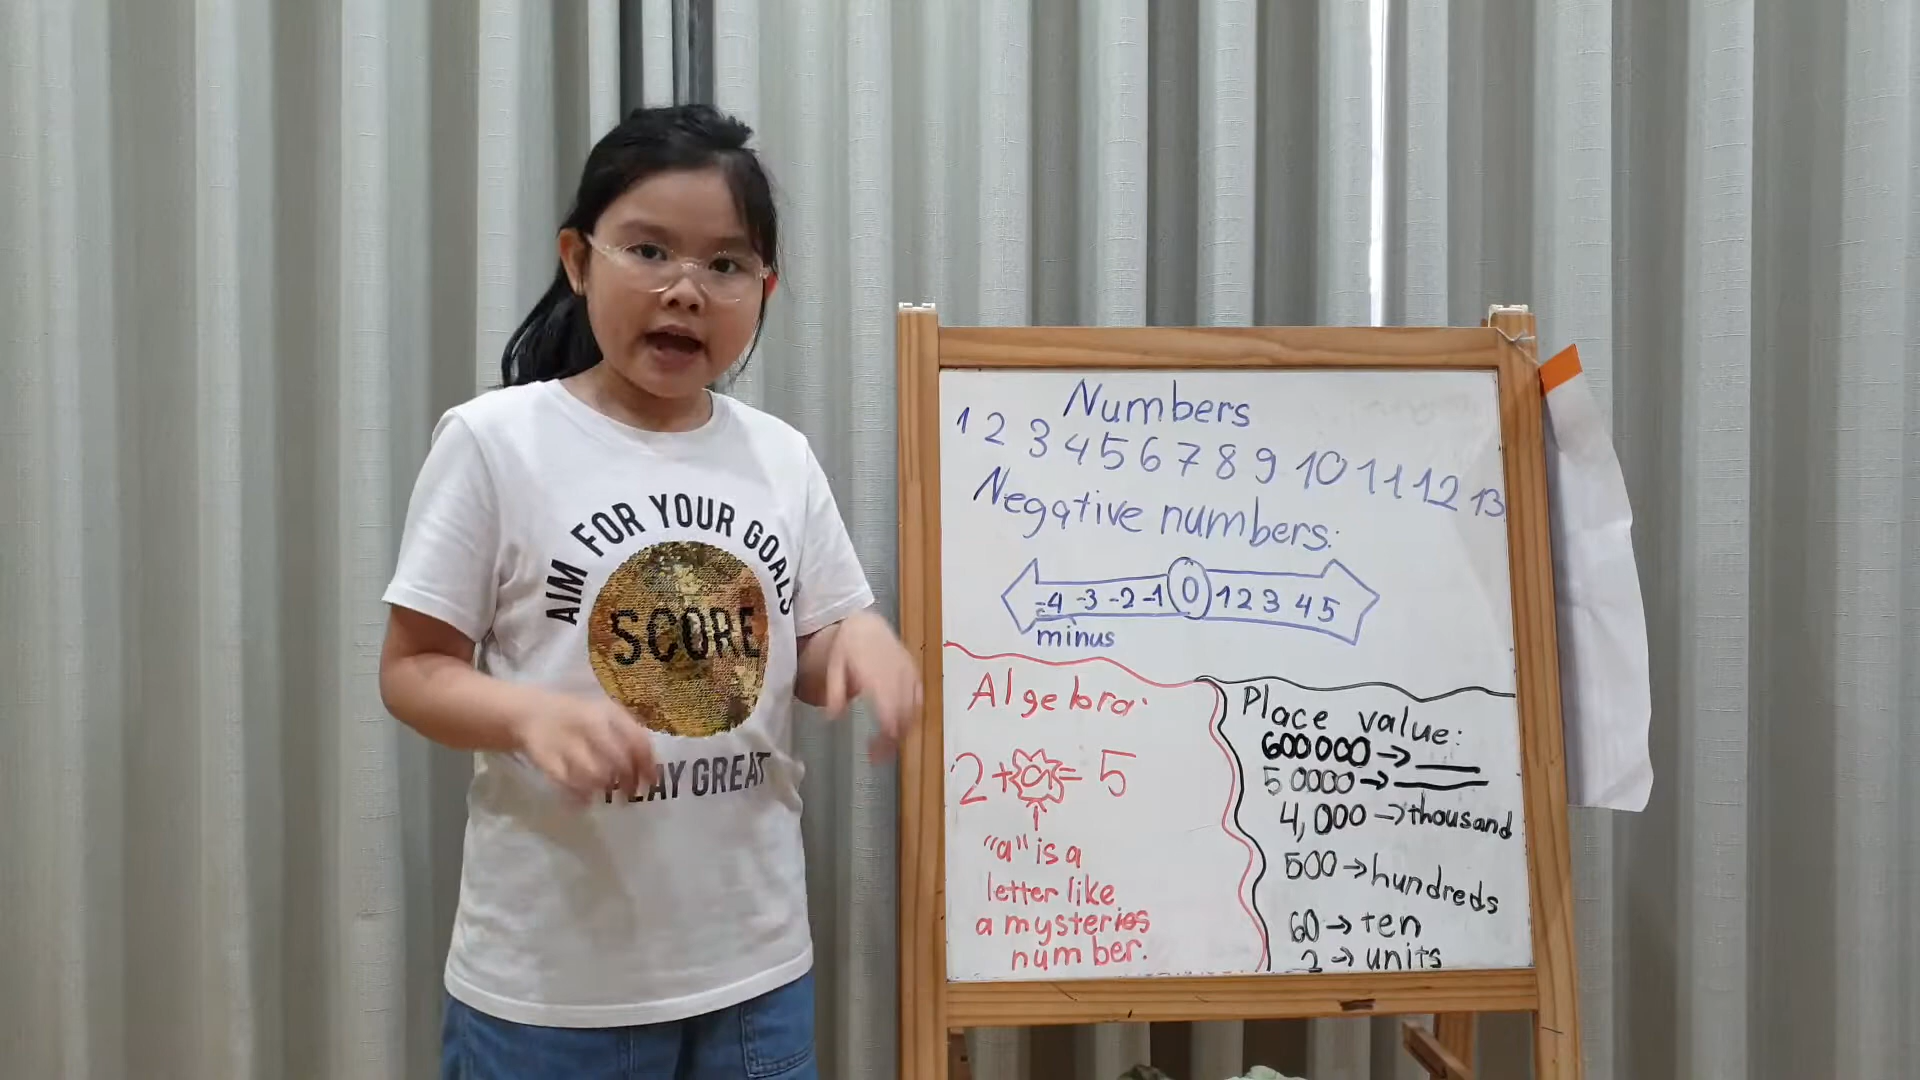 AIM FOR YOUR GOALS
SCORE
PLAY GREAT
Numbers
1 2 3 4 5 6 7 8 9 10 11 12 13
Negative numbers:
-4 -3 -2 -1 0 1 2 3 4 5
minus
Algebra:
2+a=5
"a" is a
letter like
a mysteries
number.
Place value:
600000→
50000→
4,000→thousand
500→hundreds
60→ten
2→units